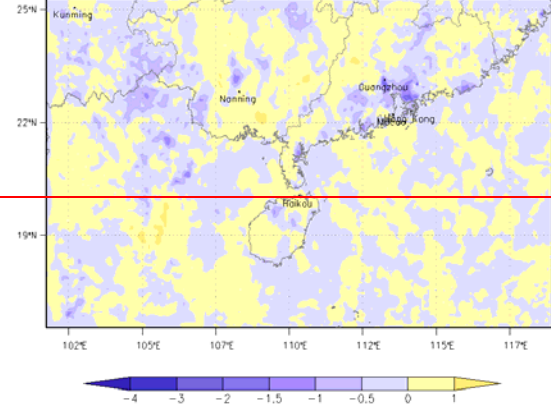 25°N
Kunming
Guangzhou
Nanning
22°N
Hong Kong
Haikou
19°N
102°E 105°E 107°E 110°E 112°E 115°E 117°E
-4 -3 -2 -1.5 -1 -0.5 0 1